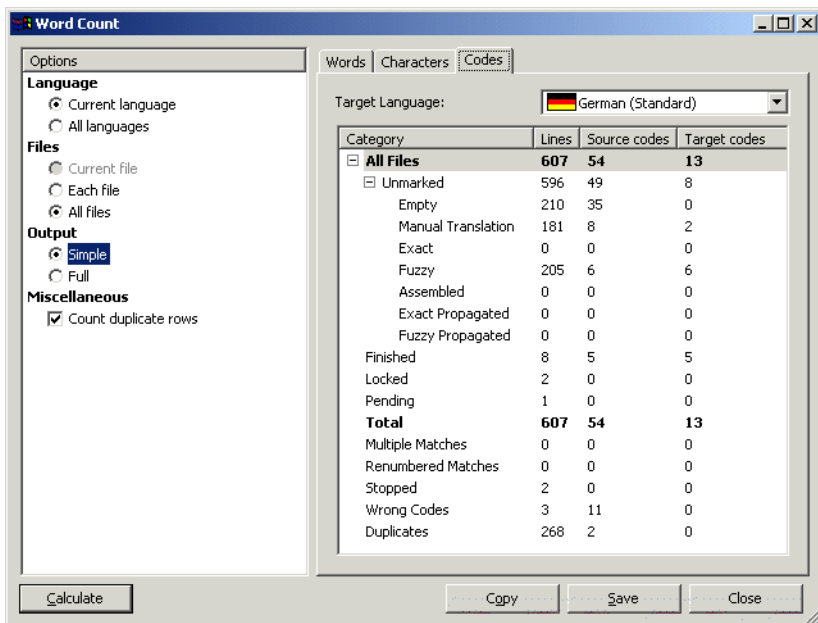 Word Count
Options
Language
Current language
All languages
Files
Current file
Each file
All files
Output
Simple
Full
Miscellaneous
Count duplicate rows
Words Characters Codes
Target Language: German (Standard)
Category Lines Source codes Target codes
All Files 607 54 13
Unmarked 596 49 8
Empty 210 35 0
Manual Translation 181 8 2
Exact 0 0 0
Fuzzy 205 6 6
Assembled 0 0 0
Exact Propagated 0 0 0
Fuzzy Propagated 0 0 0
Finished 8 5 5
Locked 2 0 0
Pending 1 0 0
Total 607 54 13
Multiple Matches 0 0 0
Renumbered Matches 0 0 0
Stopped 2 0 0
Wrong Codes 3 11 0
Duplicates 268 2 0
Calculate Copy Save Close